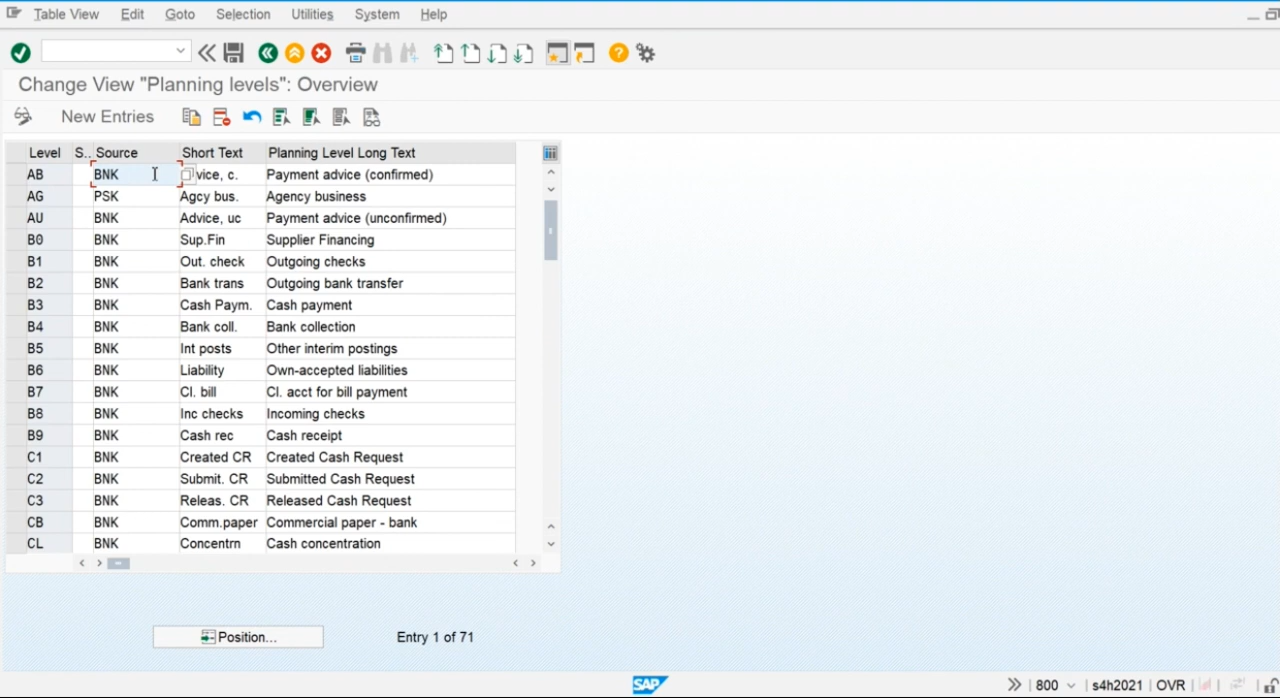 Table View Edit Goto Selection Utilities System Help
Change View "Planning levels": Overview
New Entries
Level S.. Source Short Text Planning Level Long Text
AB BNK vice, c. Payment advice (confirmed)
AG PSK Agcy bus. Agency business
AU BNK Advice, uc Payment advice (unconfirmed)
B0 BNK Sup.Fin Supplier Financing
B1 BNK Out. check Outgoing checks
B2 BNK Bank trans Outgoing bank transfer
B3 BNK Cash Paym. Cash payment
B4 BNK Bank coll. Bank collection
B5 BNK Int posts Other interim postings
B6 BNK Liability Own-accepted liabilities
B7 BNK Cl. bill Cl. acct for bill payment
B8 BNK Inc checks Incoming checks
B9 BNK Cash rec Cash receipt
C1 BNK Created CR Created Cash Request
C2 BNK Submit. CR Submitted Cash Request
C3 BNK Releas. CR Released Cash Request
CB BNK Comm.paper Commercial paper - bank
CL BNK Concentrn Cash concentration
Position... Entry 1 of 71
SAP 800 s4h2021 OVR